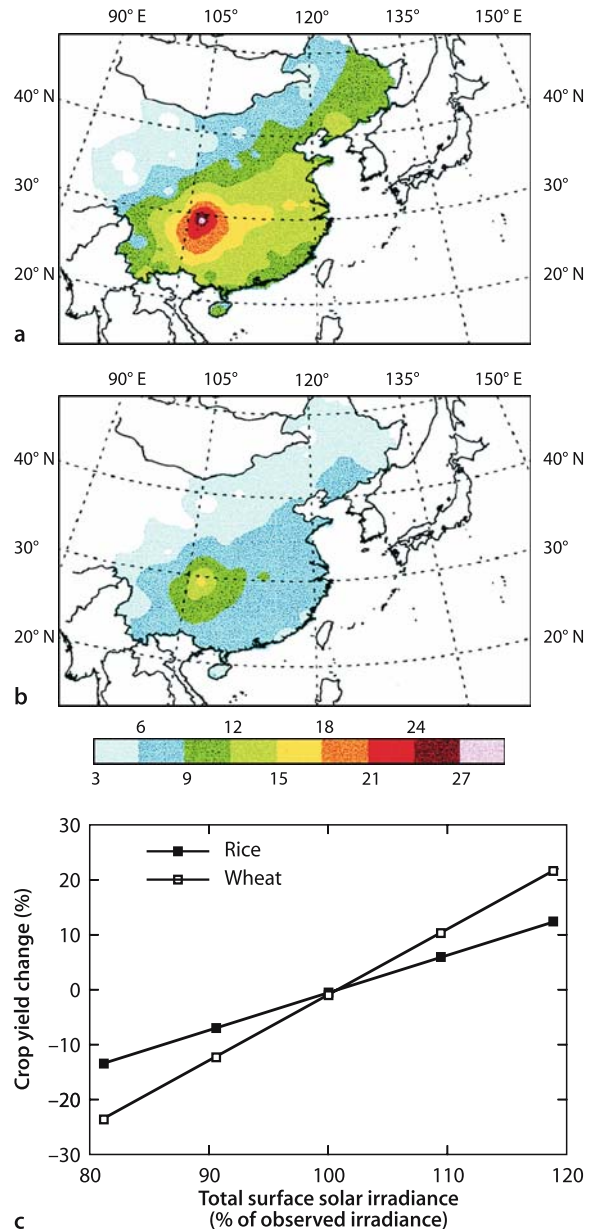 90° E 105° 120° 135° 150° E
40° N 40° N
30° 30°
20° N 20° N
a
90° E 105° 120° 135° 150° E
40° N 40° N
30° 30°
20° N 20° N
b
6 12 18 24
3 9 15 21 27
30
Rice
Wheat
20
10
0
−10
−20
−30
Crop yield change (%)
80 90 100 110 120
Total surface solar irradiance
(% of observed irradiance)
c